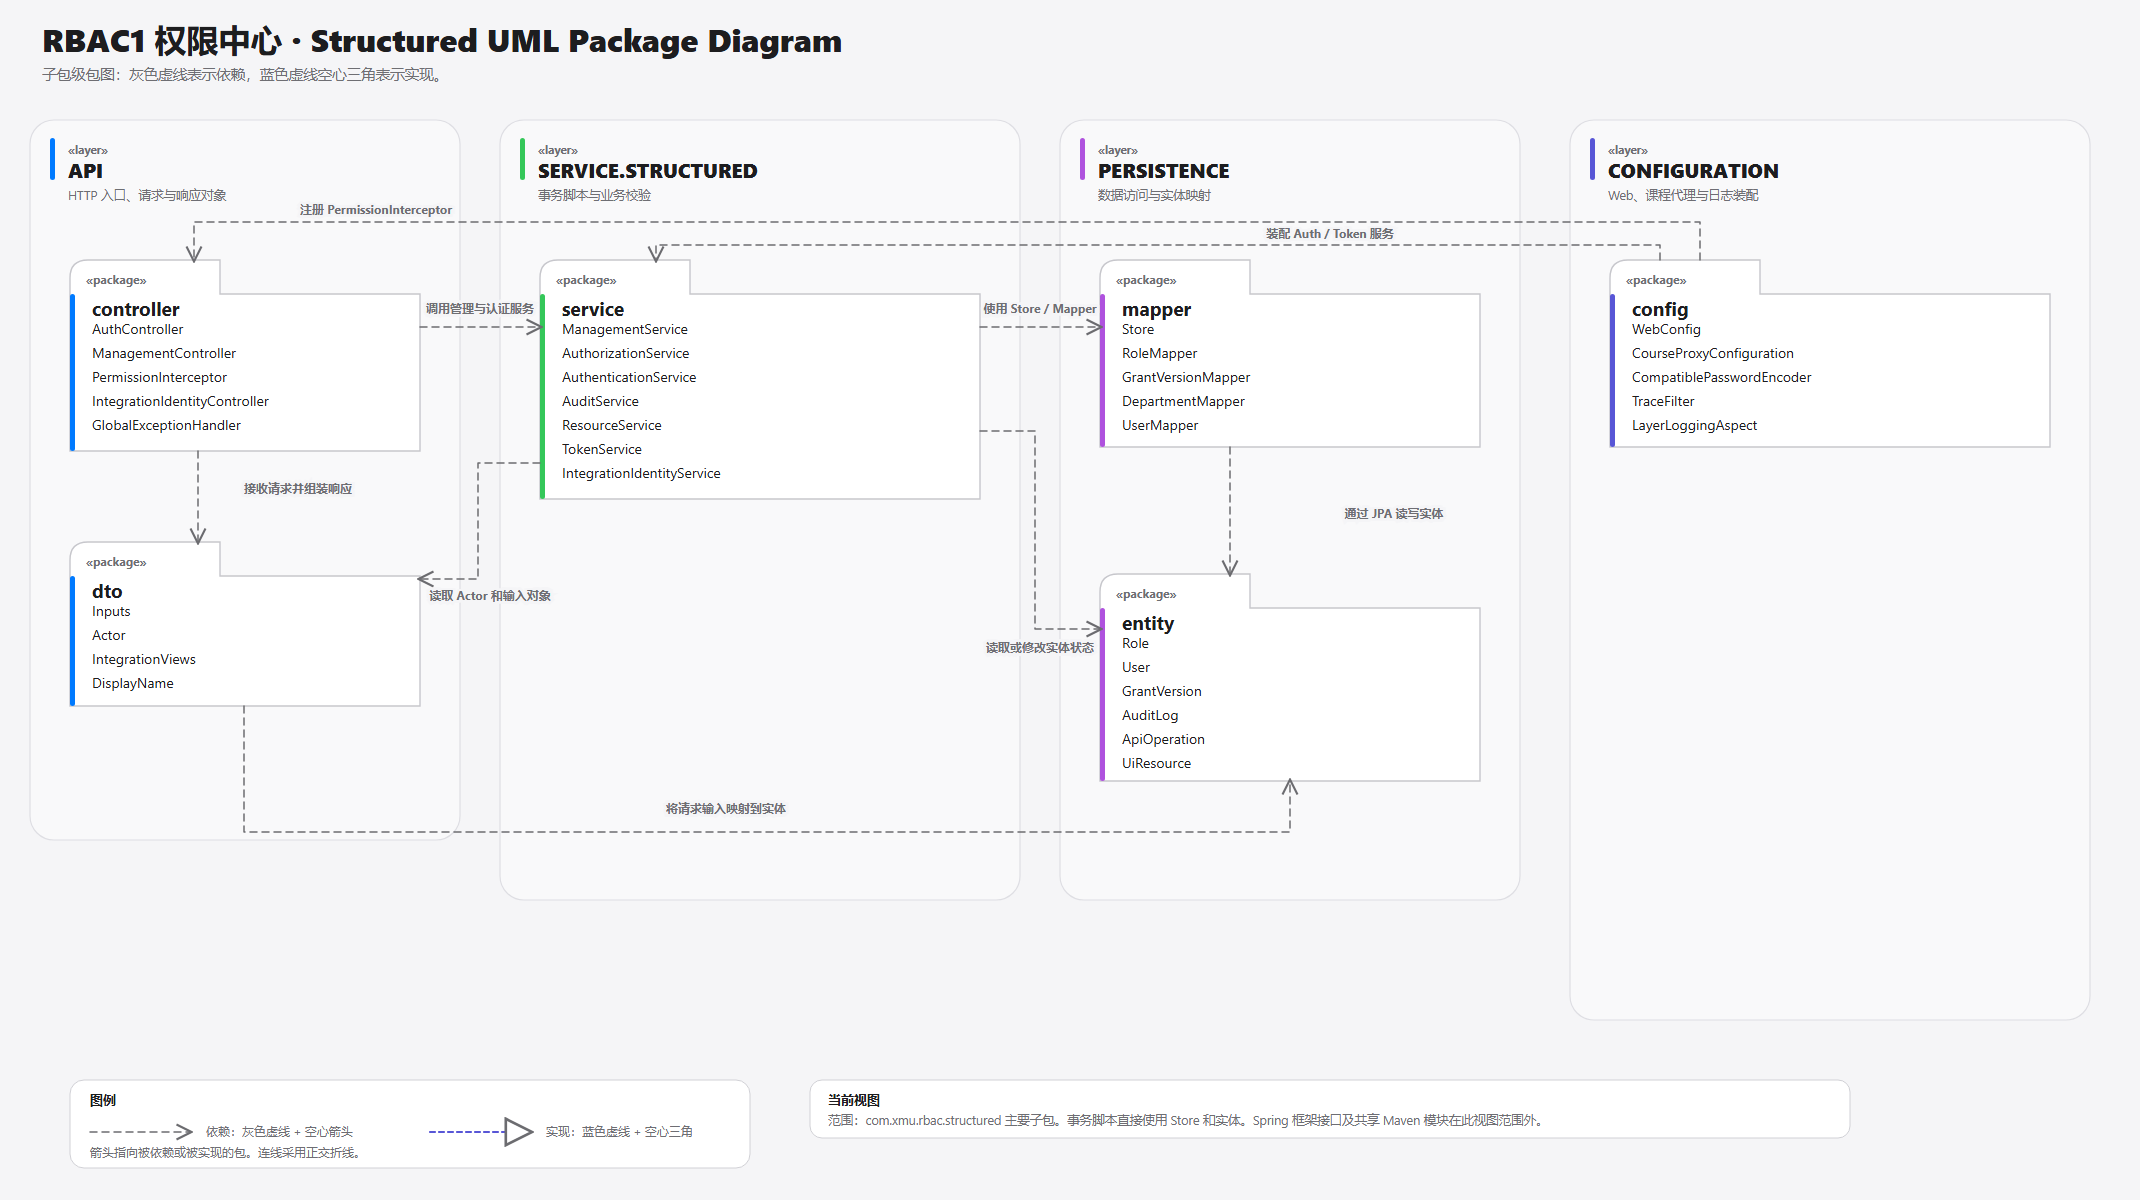 RBAC1 权限中心 · Structured UML Package Diagram
子包级包图：灰色虚线表示依赖，蓝色虚线空心三角表示实现。
«layer»
API
HTTP 入口、请求与响应对象
«layer»
SERVICE.STRUCTURED
事务脚本与业务校验
«layer»
PERSISTENCE
数据访问与实体映射
«layer»
CONFIGURATION
Web、课程代理与日志装配
注册 PermissionInterceptor
装配 Auth / Token 服务
«package»
controller
AuthController
ManagementController
PermissionInterceptor
IntegrationIdentityController
GlobalExceptionHandler
调用管理与认证服务
«package»
service
ManagementService
AuthorizationService
AuthenticationService
AuditService
ResourceService
TokenService
IntegrationIdentityService
使用 Store / Mapper
«package»
mapper
Store
RoleMapper
GrantVersionMapper
DepartmentMapper
UserMapper
«package»
config
WebConfig
CourseProxyConfiguration
CompatiblePasswordEncoder
TraceFilter
LayerLoggingAspect
接收请求并组装响应
通过 JPA 读写实体
«package»
dto
Inputs
Actor
IntegrationViews
DisplayName
读取 Actor 和输入对象
读取或修改实体状态
«package»
entity
Role
User
GrantVersion
AuditLog
ApiOperation
UiResource
将请求输入映射到实体
图例
依赖：灰色虚线 + 空心箭头
实现：蓝色虚线 + 空心三角
箭头指向被依赖或被实现的包。连线采用正交折线。
当前视图
范围：com.xmu.rbac.structured 主要子包。事务脚本直接使用 Store 和实体。Spring 框架接口及共享 Maven 模块在此视图范围外。